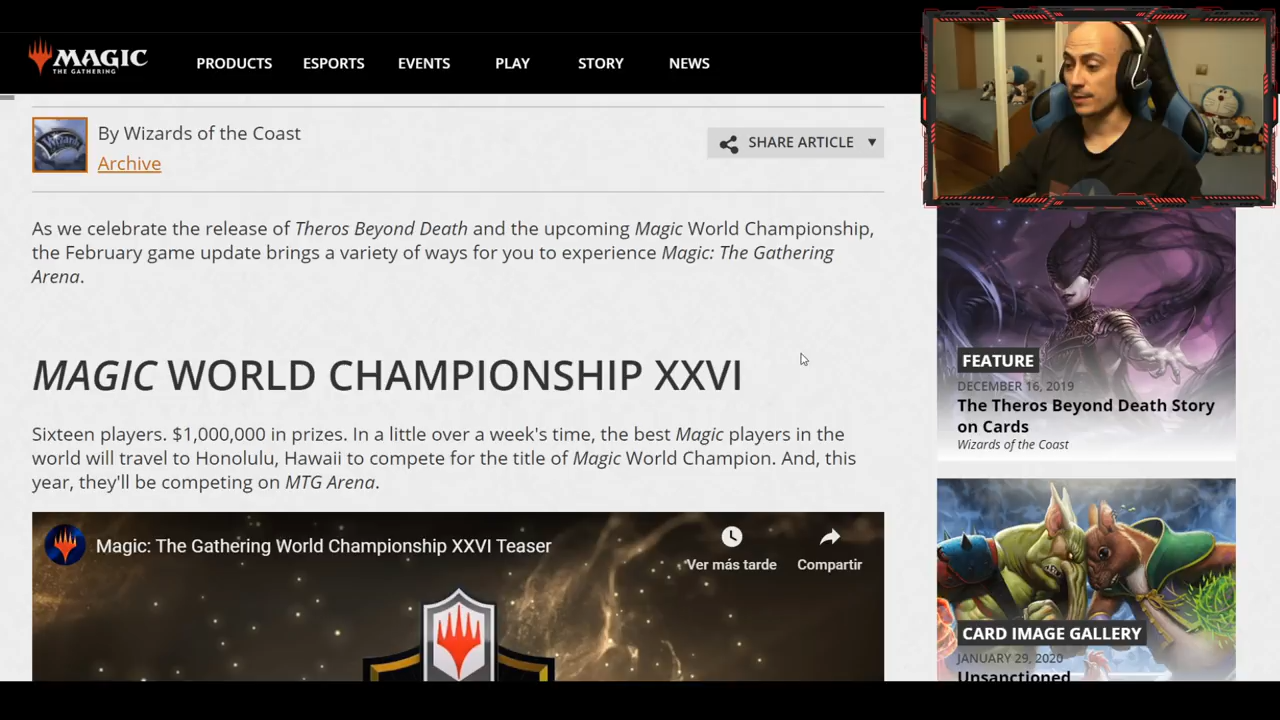 MAGIC
THE GATHERING
PRODUCTS
ESPORTS
EVENTS
PLAY
STORY
NEWS
By Wizards of the Coast
Archive
SHARE ARTICLE
As we celebrate the release of Theros Beyond Death and the upcoming Magic World Championship,
the February game update brings a variety of ways for you to experience Magic: The Gathering
Arena.
MAGIC WORLD CHAMPIONSHIP XXVI
Sixteen players. $1,000,000 in prizes. In a little over a week's time, the best Magic players in the
world will travel to Honolulu, Hawaii to compete for the title of Magic World Champion. And, this
year, they'll be competing on MTG Arena.
Magic: The Gathering World Championship XXVI Teaser
Ver más tarde
Compartir
FEATURE
DECEMBER 16, 2019
The Theros Beyond Death Story
on Cards
Wizards of the Coast
CARD IMAGE GALLERY
JANUARY 29, 2020
Unsanctioned